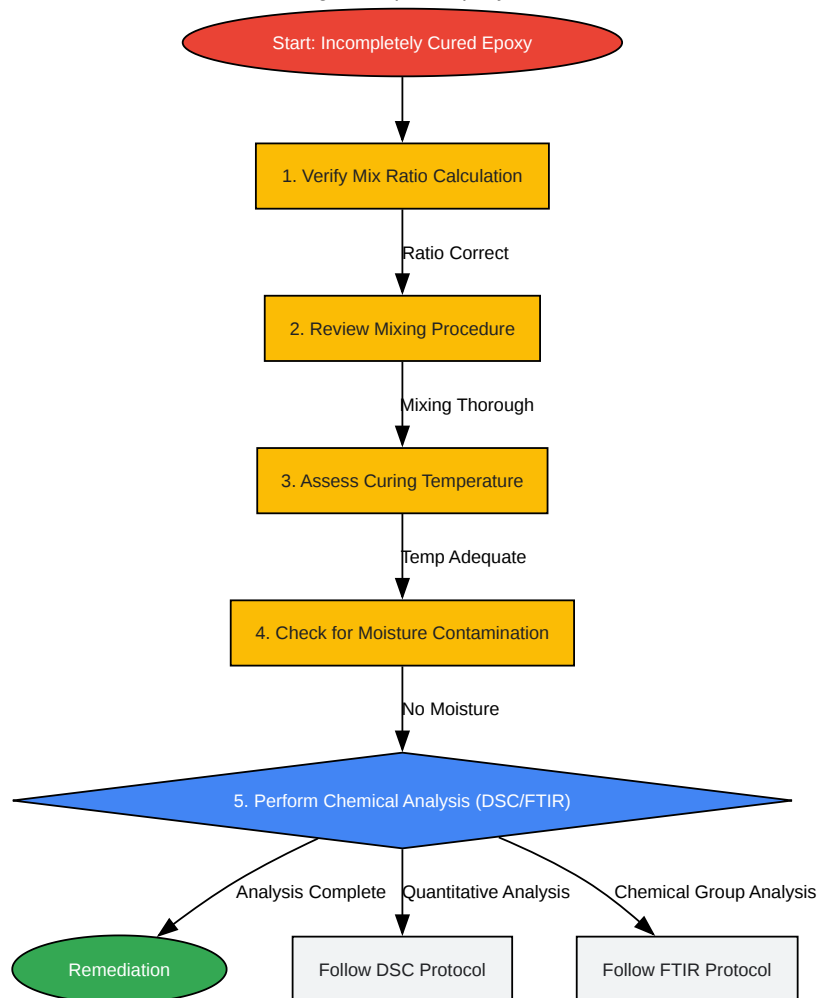 Start: Incompletely Cured Epoxy
1. Verify Mix Ratio Calculation
Ratio Correct
2. Review Mixing Procedure
Mixing Thorough
3. Assess Curing Temperature
Temp Adequate
4. Check for Moisture Contamination
No Moisture
5. Perform Chemical Analysis (DSC/FTIR)
Analysis Complete
Quantitative Analysis
Chemical Group Analysis
Remediation
Follow DSC Protocol
Follow FTIR Protocol